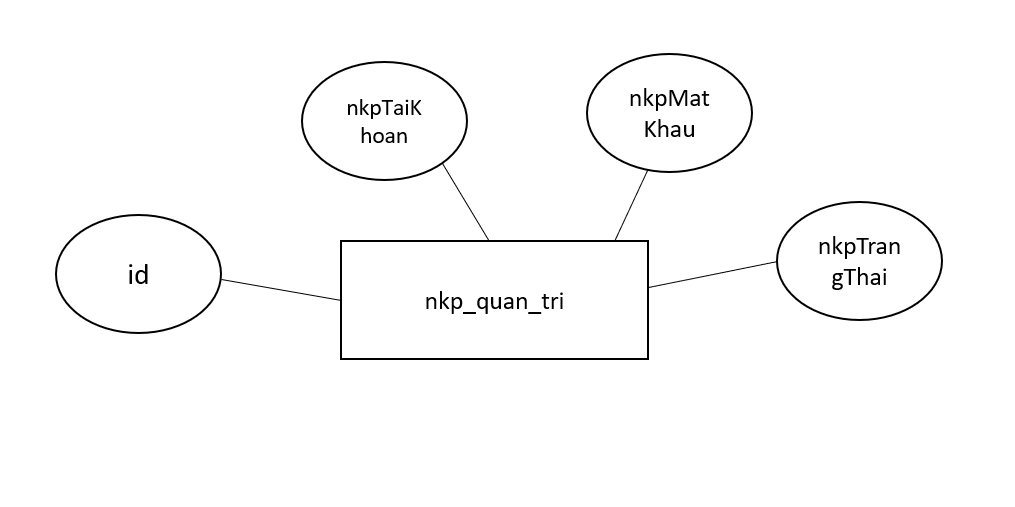 nkpTaiK
hoan
nkpMat
Khau
id
nkpTran
gThai
nkp_quan_tri